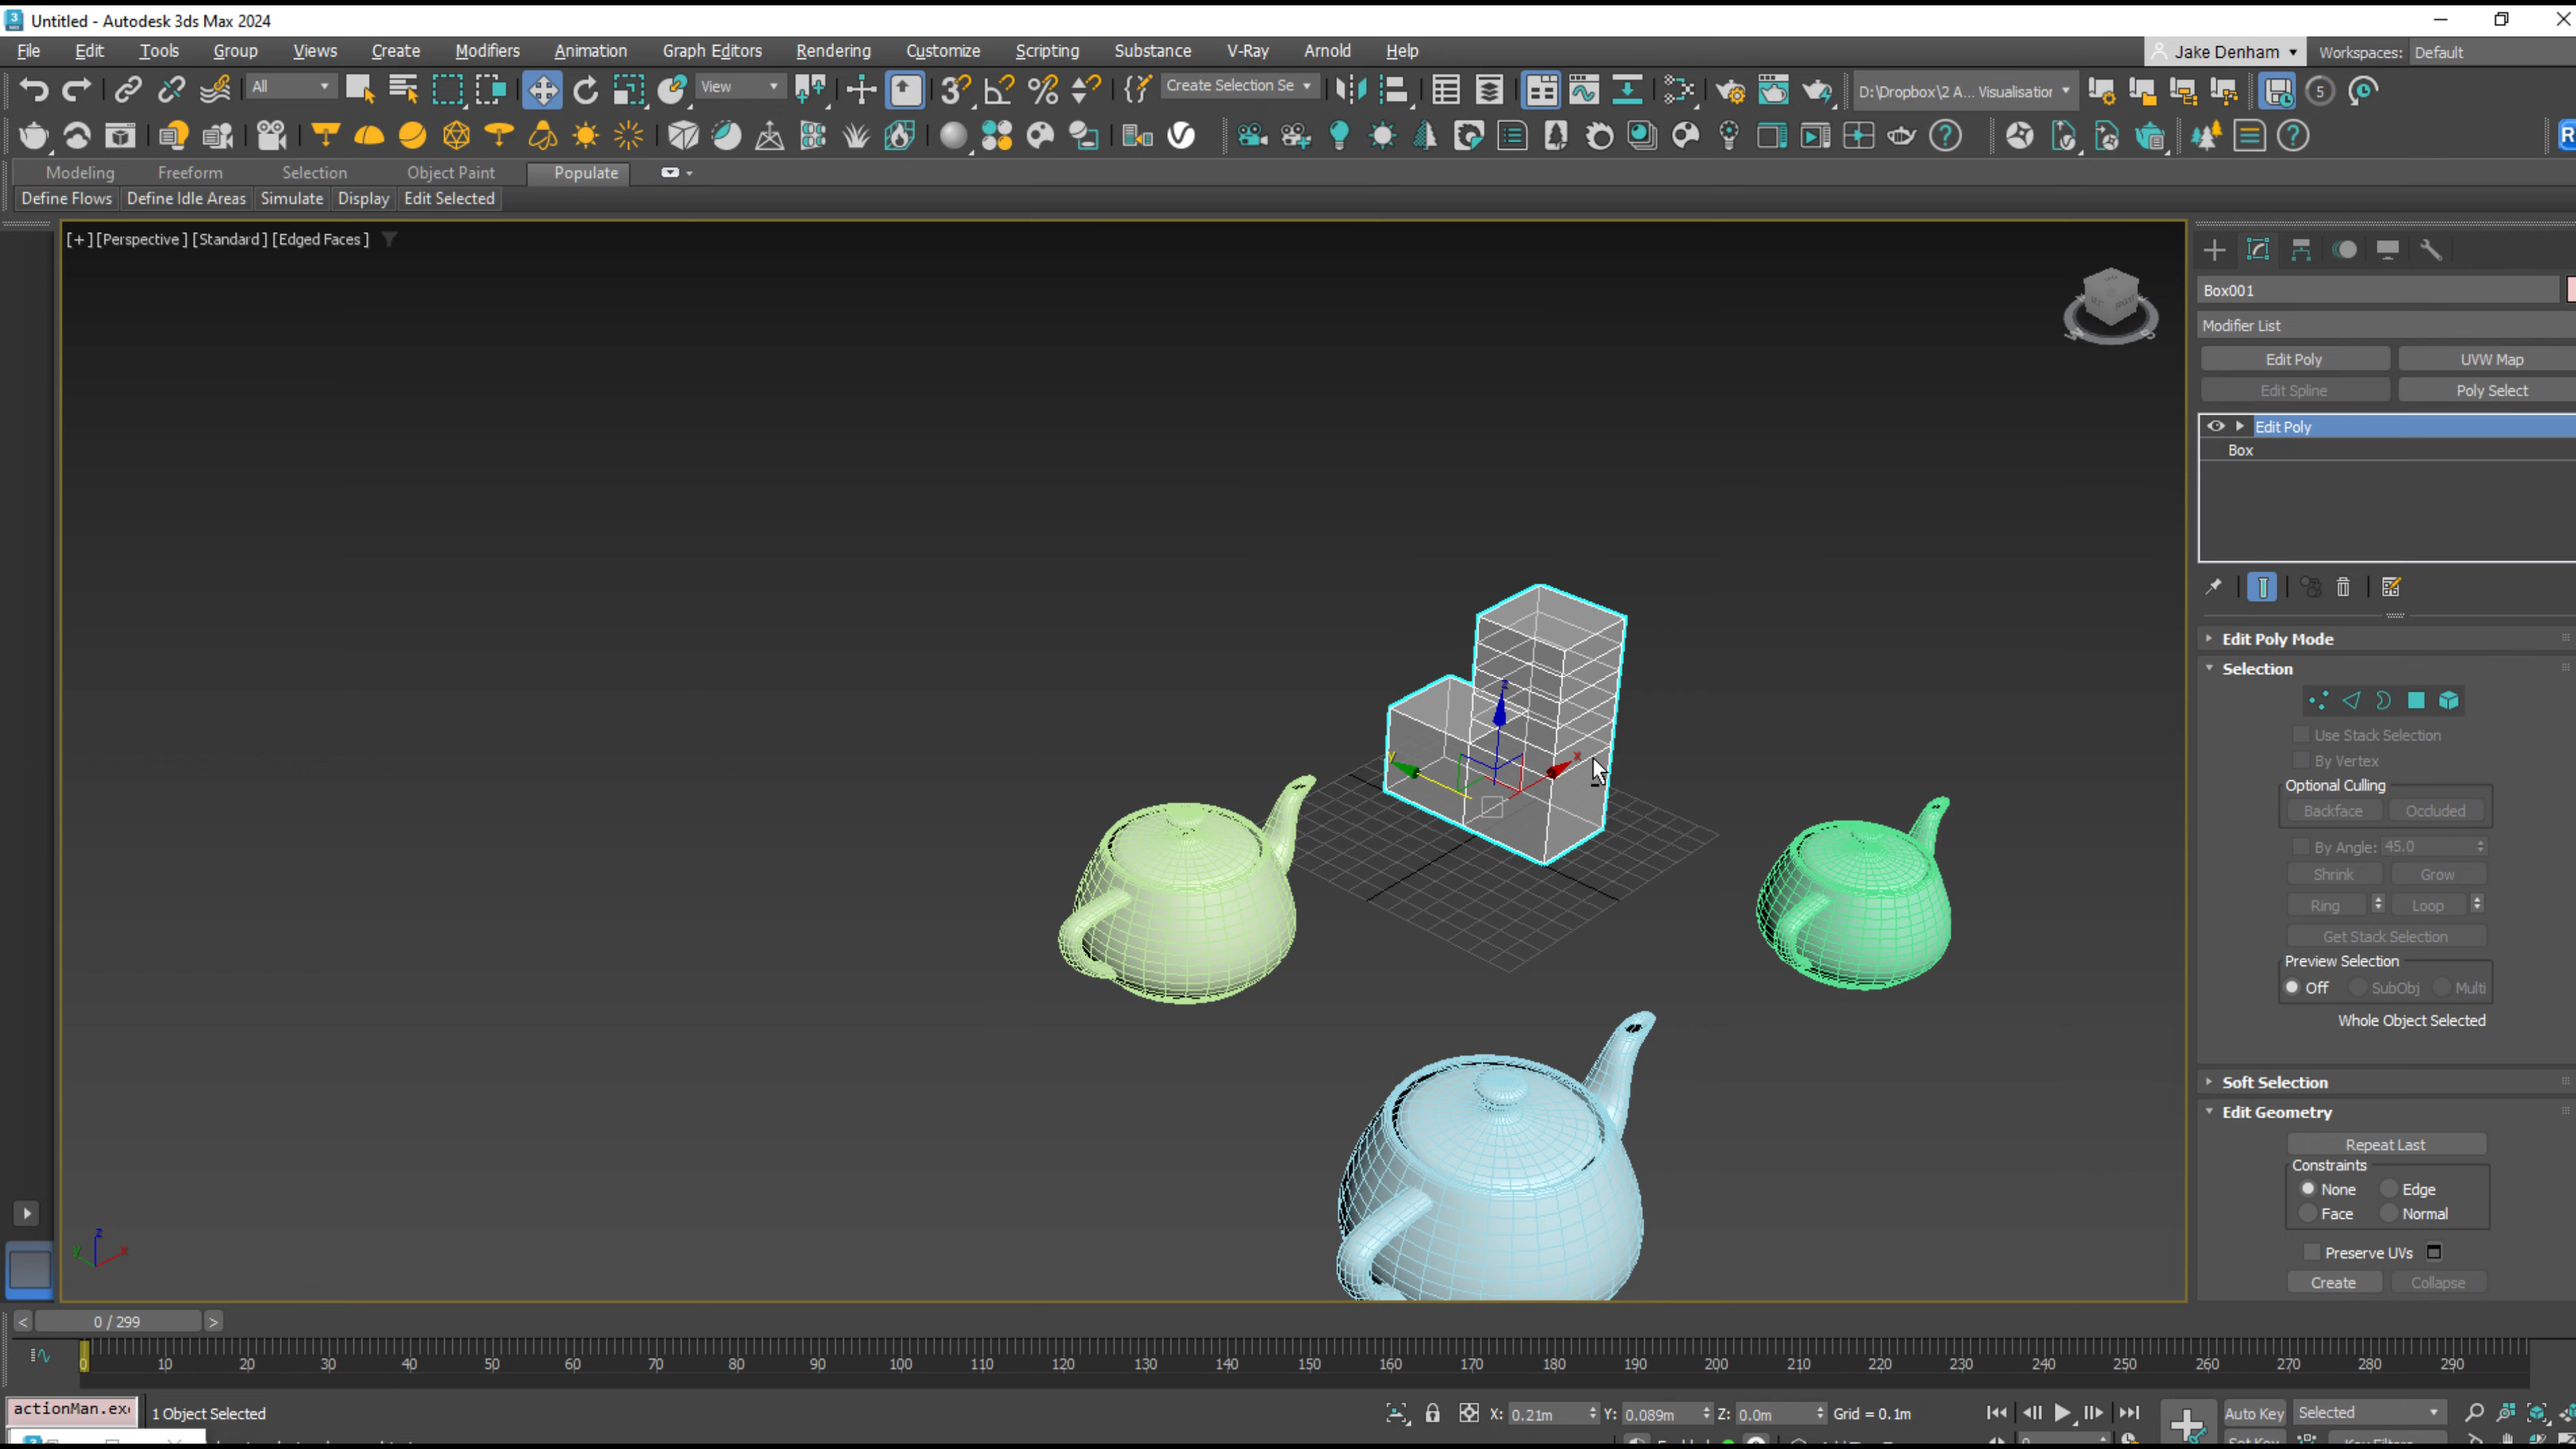 Untitled - Autodesk 3ds Max 2024
File Edit Tools Group Views Create Modifiers Animation Graph Editors Rendering Customize Scripting Substance V-Ray Arnold Help Jake Denham Workspaces: Default
All View Create Selection Se D:\Dropbox\2 A... Visualisation 5
Modeling Freeform Selection Object Paint Populate
Define Flows Define Idle Areas Simulate Display Edit Selected
[+] [Perspective] [Standard] [Edged Faces]
Box001
Modifier List
Edit Poly UVW Map
Edit Spline Poly Select
Edit Poly
Box
Edit Poly Mode
Selection
Use Stack Selection
By Vertex
Optional Culling
Backface Occluded
By Angle: 45.0
Shrink Grow
Ring Loop
Get Stack Selection
Preview Selection
Off SubObj Multi
Whole Object Selected
Soft Selection
Edit Geometry
Repeat Last
Constraints
None Edge
Face Normal
Preserve UVs
Create Collapse
z
y x
z
y x
< 0 / 299 >
0 10 20 30 40 50 60 70 80 90 100 110 120 130 140 150 160 170 180 190 200 210 220 230 240 250 260 270 280 290
actionMan.ex 1 Object Selected X: 0.21m Y: 0.089m Z: 0.0m Grid = 0.1m Auto Key Selected